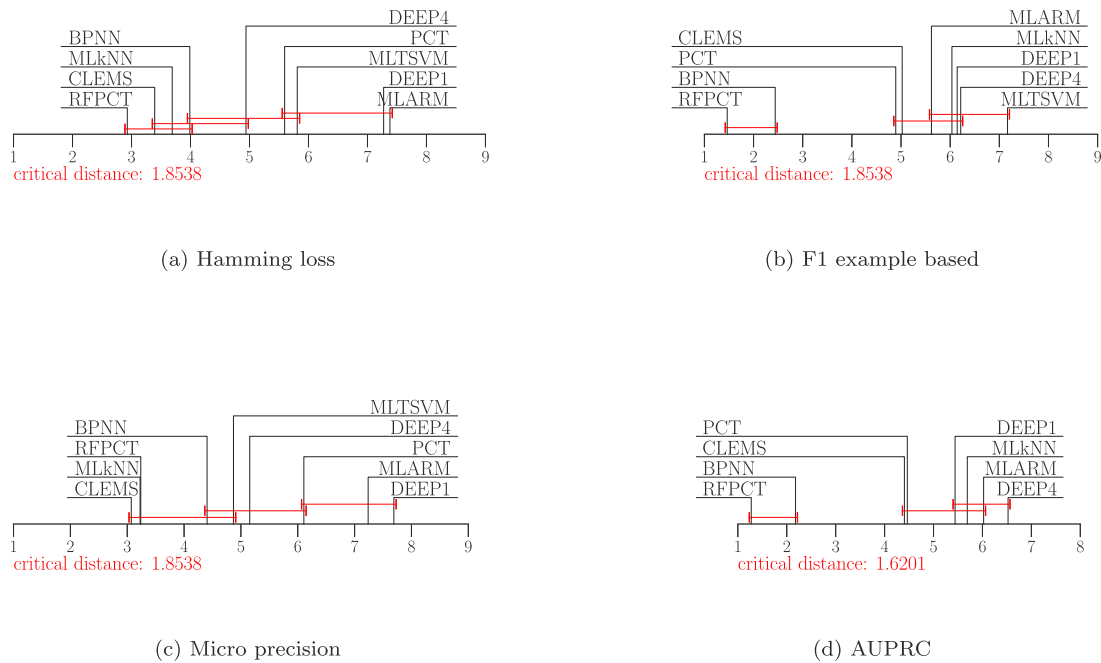 DEEP4
BPNN PCT
MLkNN MLTSVM
CLEMS DEEP1
RFPCT MLARM
1 2 3 4 5 6 7 8 9
critical distance: 1.8538
(a) Hamming loss
MLARM
CLEMS MLkNN
PCT DEEP1
BPNN DEEP4
RFPCT MLTSVM
1 2 3 4 5 6 7 8 9
critical distance: 1.8538
(b) F1 example based
MLTSVM
BPNN DEEP4
RFPCT PCT
MLkNN MLARM
CLEMS DEEP1
1 2 3 4 5 6 7 8 9
critical distance: 1.8538
(c) Micro precision
PCT DEEP1
CLEMS MLkNN
BPNN MLARM
RFPCT DEEP4
1 2 3 4 5 6 7 8
critical distance: 1.6201
(d) AUPRC